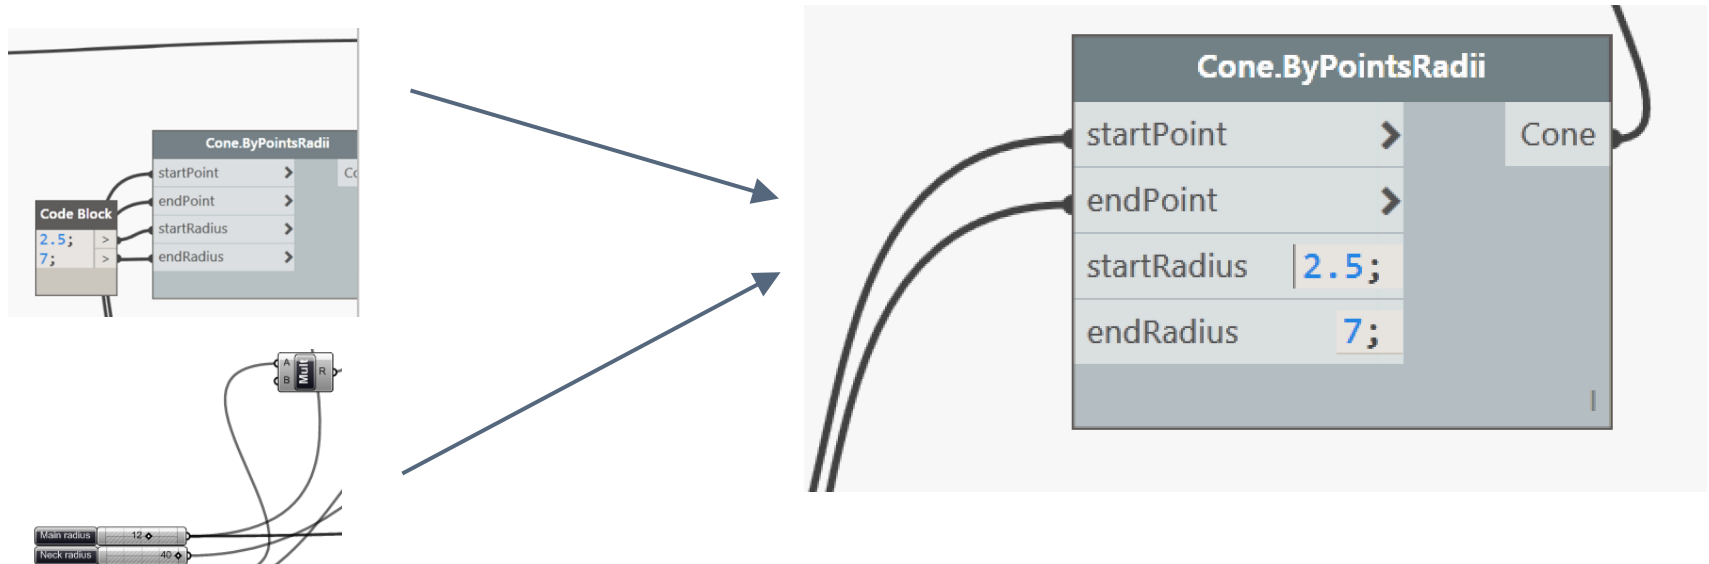 Cone.ByPointsRadii
startPoint >
endPoint >
startRadius >
endRadius >
Code Block
2.5; >
7; >
A
B
Mul
R
Main radius 12
Neck radius 40
Cone.ByPointsRadii
startPoint > Cone
endPoint >
startRadius 2.5;
endRadius 7;